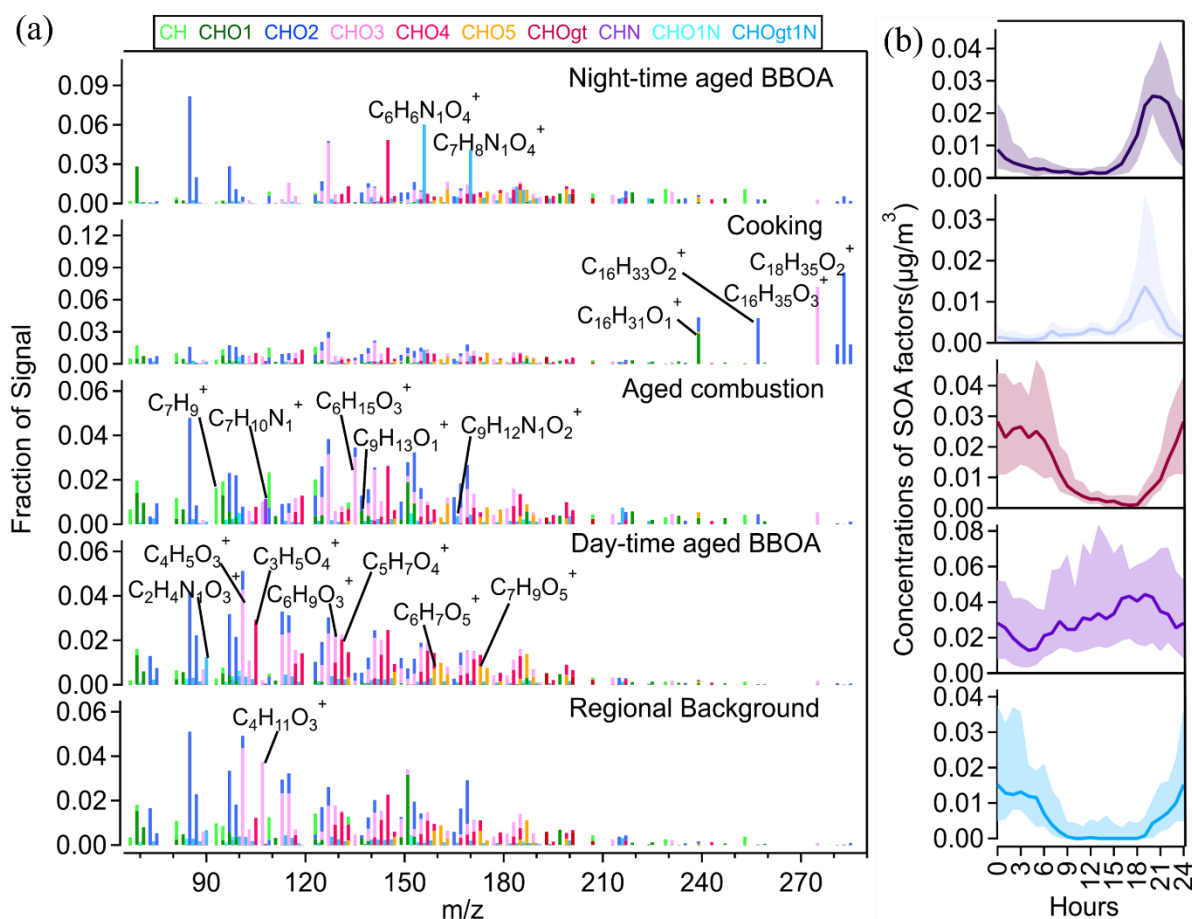 (a)
CH CHO1 CHO2 CHO3 CHO4 CHO5 CHOgt CHN CHO1N CHOgt1N
(b)
Fraction of Signal
Night-time aged BBOA
0.09
0.06
0.03
0.00
C6H6N1O4+
C7H8N1O4+
Cooking
0.12
0.09
0.06
0.03
0.00
C18H35O2+
C16H33O2+
C16H35O3+
C16H31O1+
Aged combustion
0.06
0.04
0.02
0.00
C7H9+
C7H10N1+
C6H15O3+
C9H13O1+
C9H12N1O2+
Day-time aged BBOA
0.06
0.04
0.02
0.00
C4H5O3+
C3H5O4+
C2H4N1O3+
C6H9O3+
C5H7O4+
C6H7O5+
C7H9O5+
Regional Background
0.06
0.04
0.02
0.00
C4H11O3+
90 120 150 180 210 240 270
m/z
Concentrations of SOA factors(μg/m3)
0.04
0.03
0.02
0.01
0.00
0.03
0.02
0.01
0.00
0.04
0.03
0.02
0.01
0.00
0.08
0.06
0.04
0.02
0.00
0.04
0.03
0.02
0.01
0.00
0 3 6 9 12 15 18 21 24
Hours